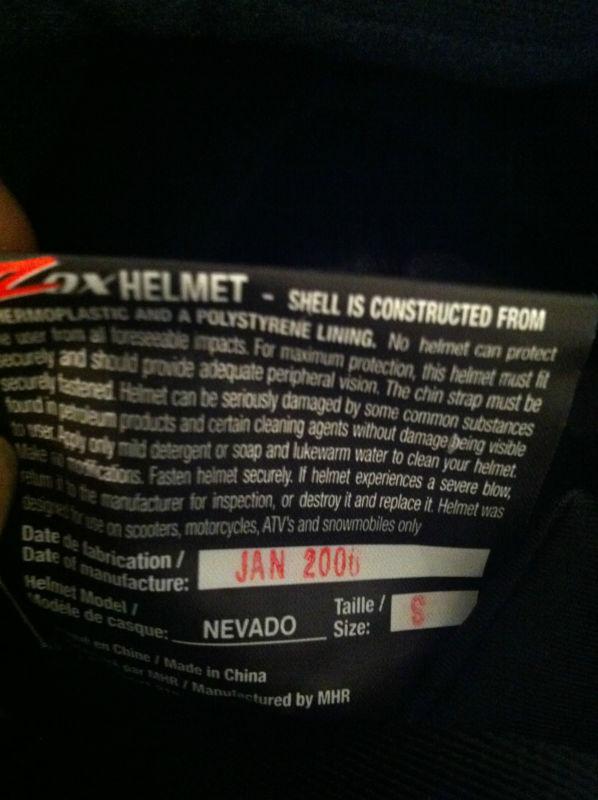 Zox HELMET - SHELL IS CONSTRUCTED FROM
THERMOPLASTIC AND A POLYSTYRENE LINING. No helmet can protect
the user from all foreseeable impacts. For maximum protection, this helmet must fit
securely and should provide adequate peripheral vision. The chin strap must be
securely fastened. Helmet can be seriously damaged by some common substances
found in petroleum products and certain cleaning agents without damage being visible
to user. Apply only mild detergent or soap and lukewarm water to clean your helmet.
Make no modifications. Fasten helmet securely. If helmet experiences a severe blow,
return it to the manufacturer for inspection, or destroy it and replace it. Helmet was
designed for use on scooters, motorcycles, ATV's and snowmobiles only
Date de fabrication /
Date of manufacture: JAN 2006
Helmet Model /
Modèle de casque: NEVADO
Taille /
Size: S
en Chine / Made in China
par MHR / Manufactured by MHR